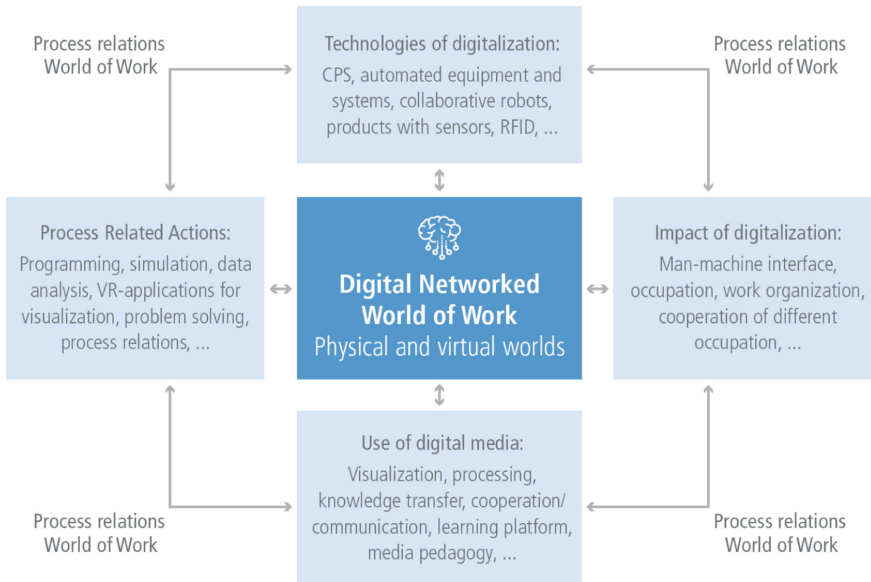 Process relations
World of Work
Technologies of digitalization:
CPS, automated equipment and
systems, collaborative robots,
products with sensors, RFID, ...
Process relations
World of Work
Process Related Actions:
Programming, simulation, data
analysis, VR-applications for
visualization, problem solving,
process relations, ...
Digital Networked
World of Work
Physical and virtual worlds
Impact of digitalization:
Man-machine interface,
occupation, work organization,
cooperation of different
occupation, ...
Process relations
World of Work
Use of digital media:
Visualization, processing,
knowledge transfer, cooperation/
communication, learning platform,
media pedagogy, ...
Process relations
World of Work